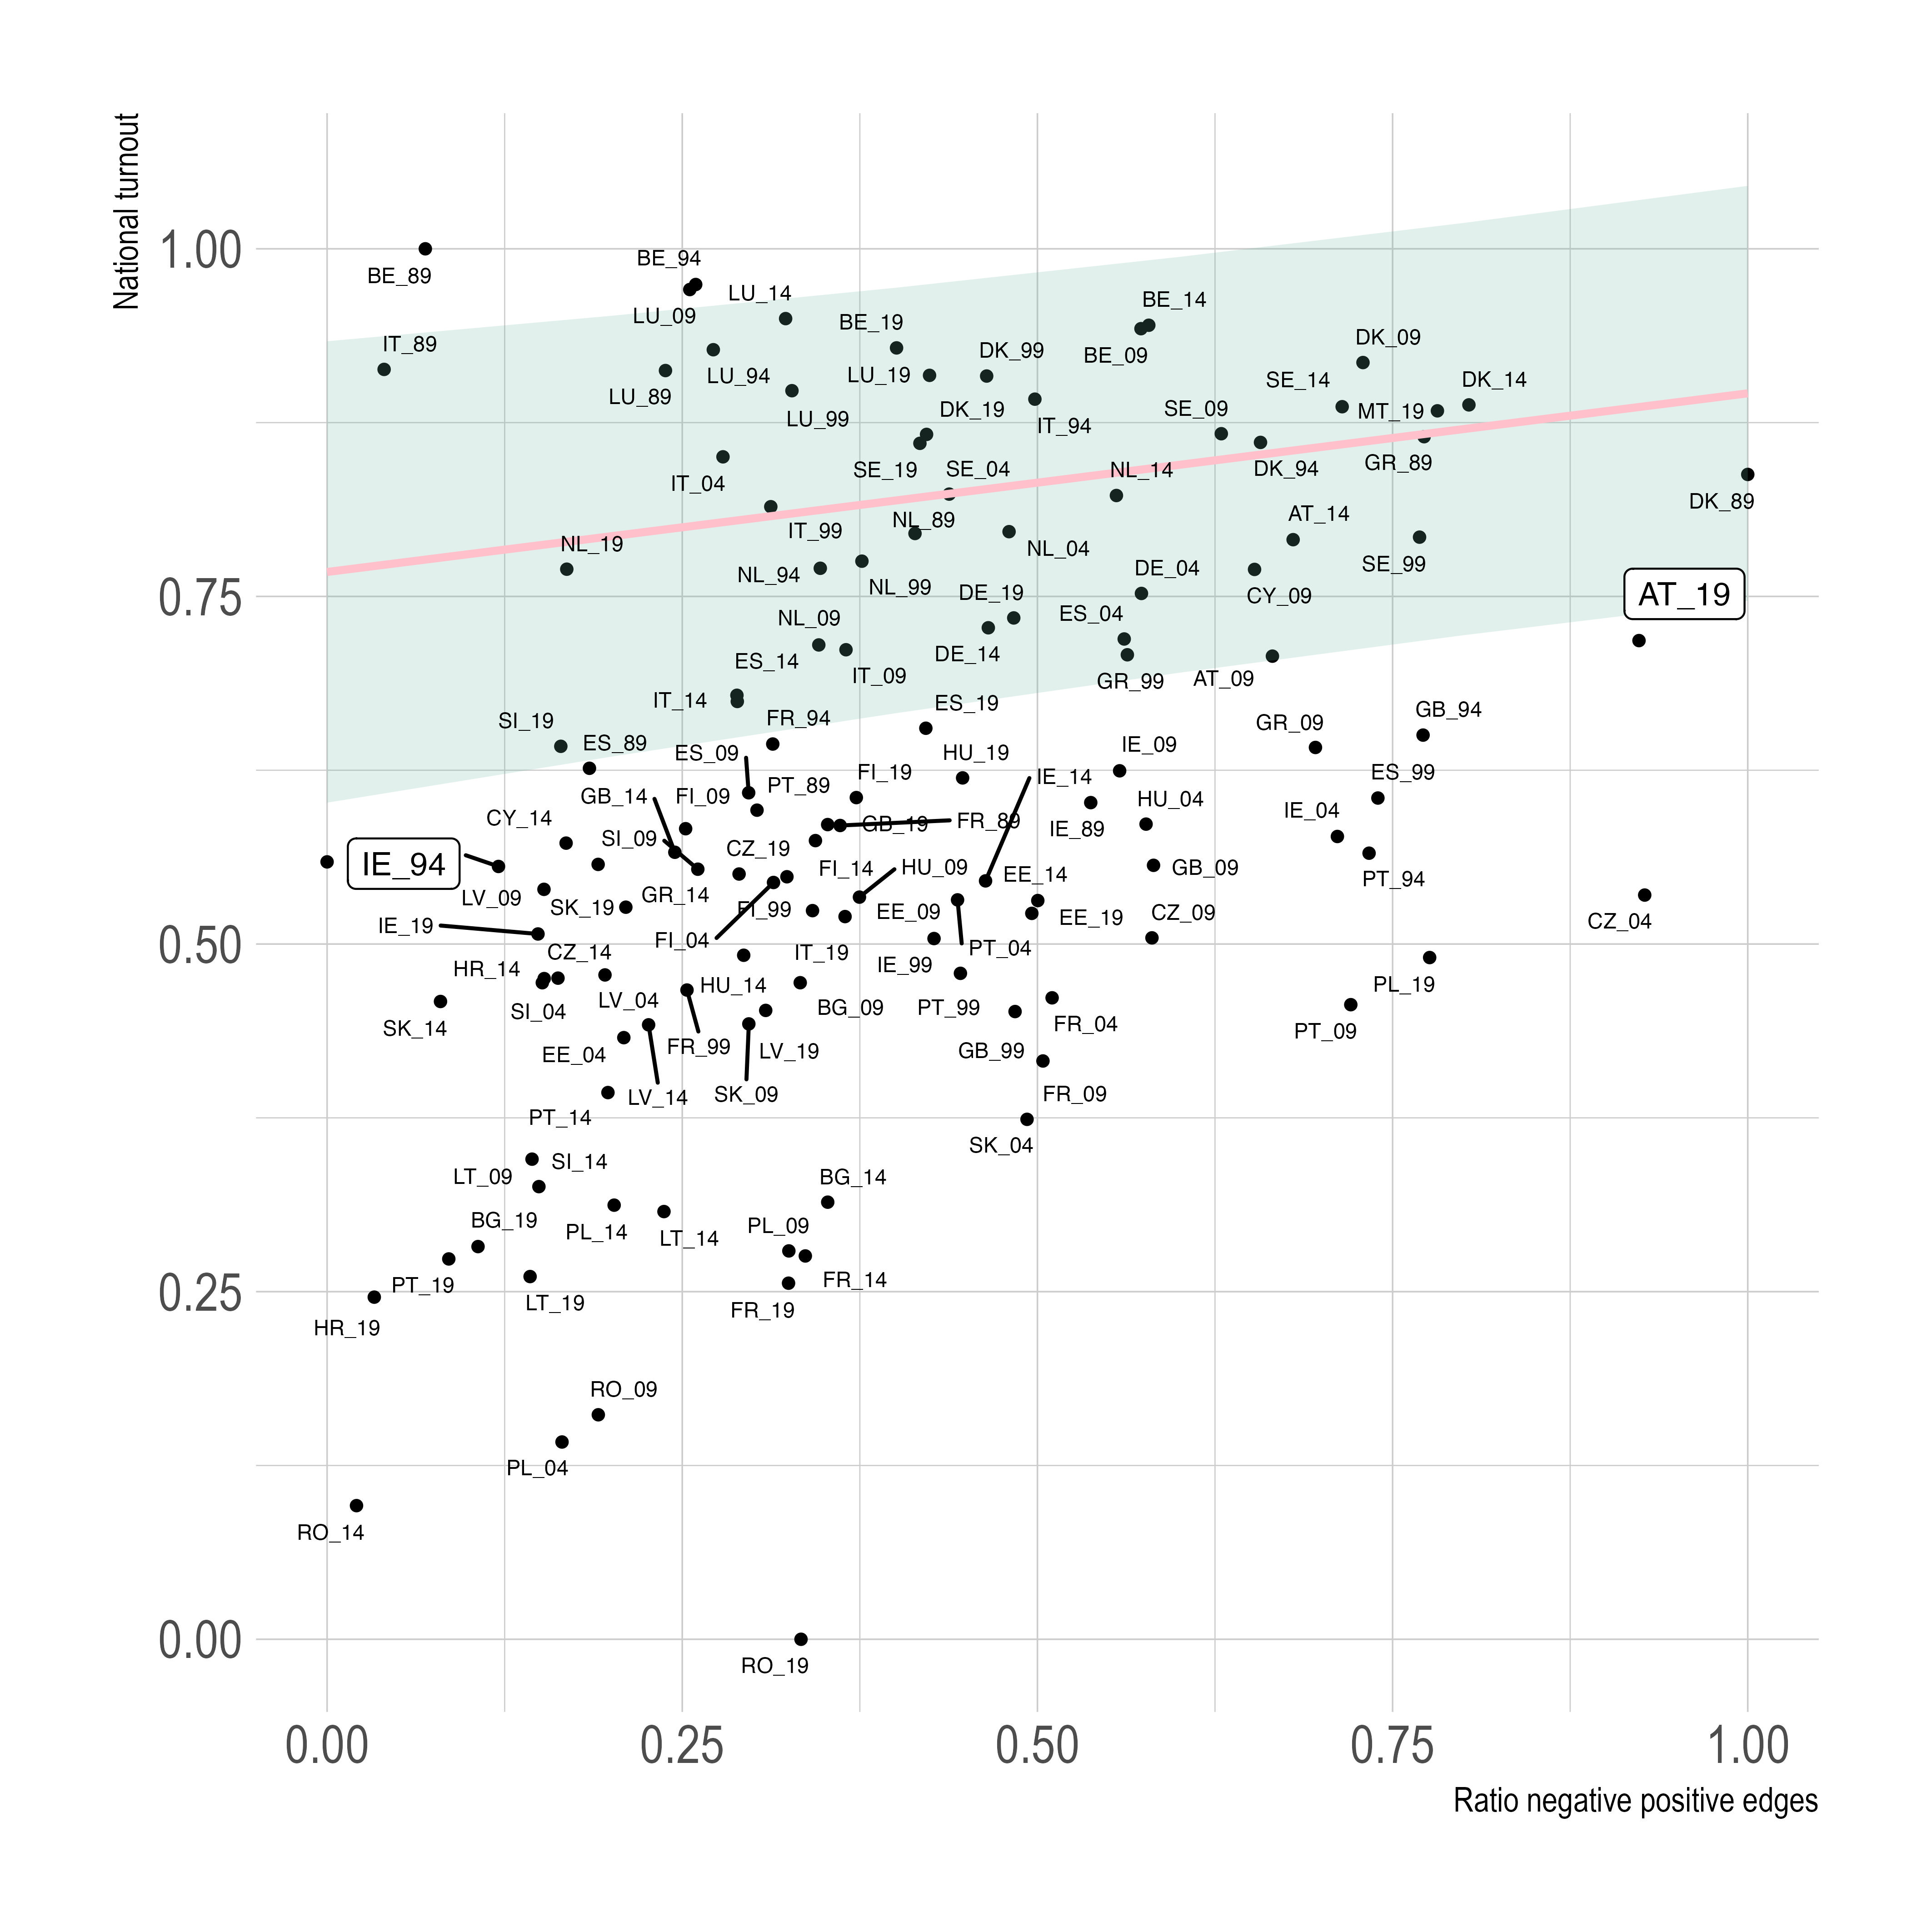 National turnout
1.00
0.75
0.50
0.25
0.00
BE_89
BE_94
LU_14
LU_09
BE_14
IT_89
BE_19
DK_99
BE_09
DK_09
LU_94
LU_19
SE_14
DK_14
LU_89
LU_99
DK_19
IT_94
SE_09
MT_19
IT_04
SE_19
SE_04
NL_14
DK_94
GR_89
DK_89
NL_19
IT_99
NL_89
NL_04
AT_14
SE_99
NL_94
NL_99
DE_19
DE_04
CY_09
AT_19
NL_09
ES_04
ES_14
IT_09
DE_14
GR_99
AT_09
IT_14
SI_19
FR_94
ES_19
GR_09
GB_94
ES_89
ES_09
HU_19
IE_09
GB_14
FI_09
PT_89
FI_19
IE_14
HU_04
ES_99
CY_14
SI_09
GB_19
FR_89
IE_89
IE_04
IE_94
CZ_19
FI_14
HU_09
EE_14
GB_09
PT_94
LV_09
SK_19
GR_14
FI_99
EE_09
EE_19
CZ_09
CZ_04
IE_19
FI_04
PT_04
HR_14
CZ_14
IT_19
IE_99
PL_19
SK_14
SI_04
LV_04
HU_14
BG_09
PT_99
FR_04
PT_09
EE_04
FR_99
LV_19
GB_99
LV_14
SK_09
FR_09
PT_14
SK_04
LT_09
SI_14
BG_14
BG_19
PL_14
LT_14
PL_09
PT_19
LT_19
FR_14
HR_19
FR_19
RO_09
PL_04
RO_14
RO_19
0.00
0.25
0.50
0.75
1.00
Ratio negative positive edges